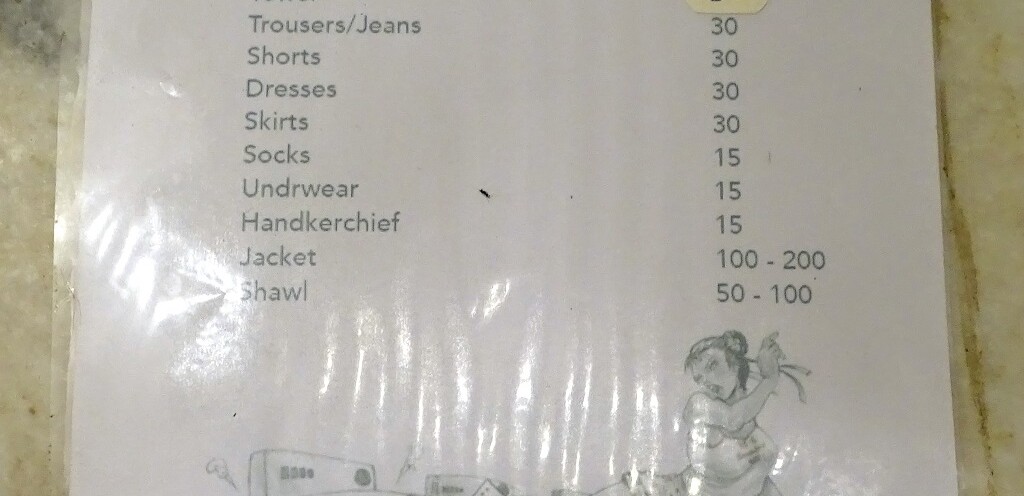 Trousers/Jeans 30
Shorts 30
Dresses 30
Skirts 30
Socks 15
Undrwear 15
Handkerchief 15
Jacket 100 - 200
Shawl 50 - 100